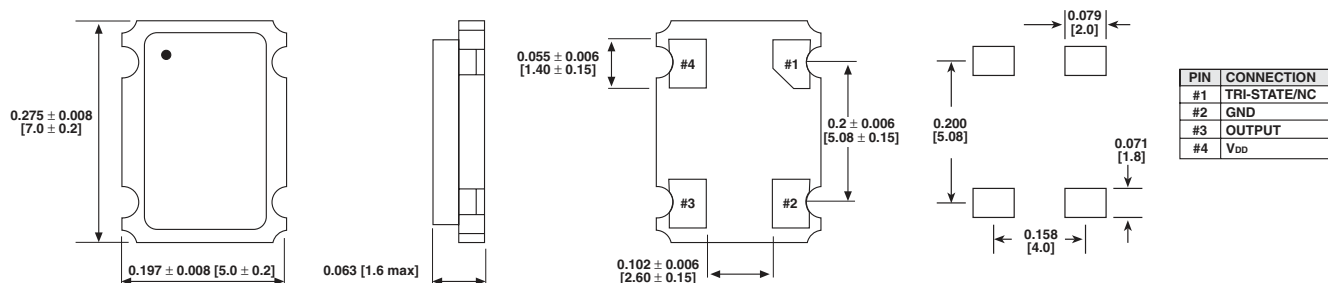 0.275 ± 0.008
[7.0 ± 0.2]
0.197 ± 0.008 [5.0 ± 0.2]
0.063 [1.6 max]
0.055 ± 0.006
[1.40 ± 0.15]
#4
#1
#3
#2
0.2 ± 0.006
[5.08 ± 0.15]
0.102 ± 0.006
[2.60 ± 0.15]
0.079
[2.0]
0.200
[5.08]
0.071
[1.8]
0.158
[4.0]
PIN CONNECTION
#1 TRI-STATE/NC
#2 GND
#3 OUTPUT
#4 VDD